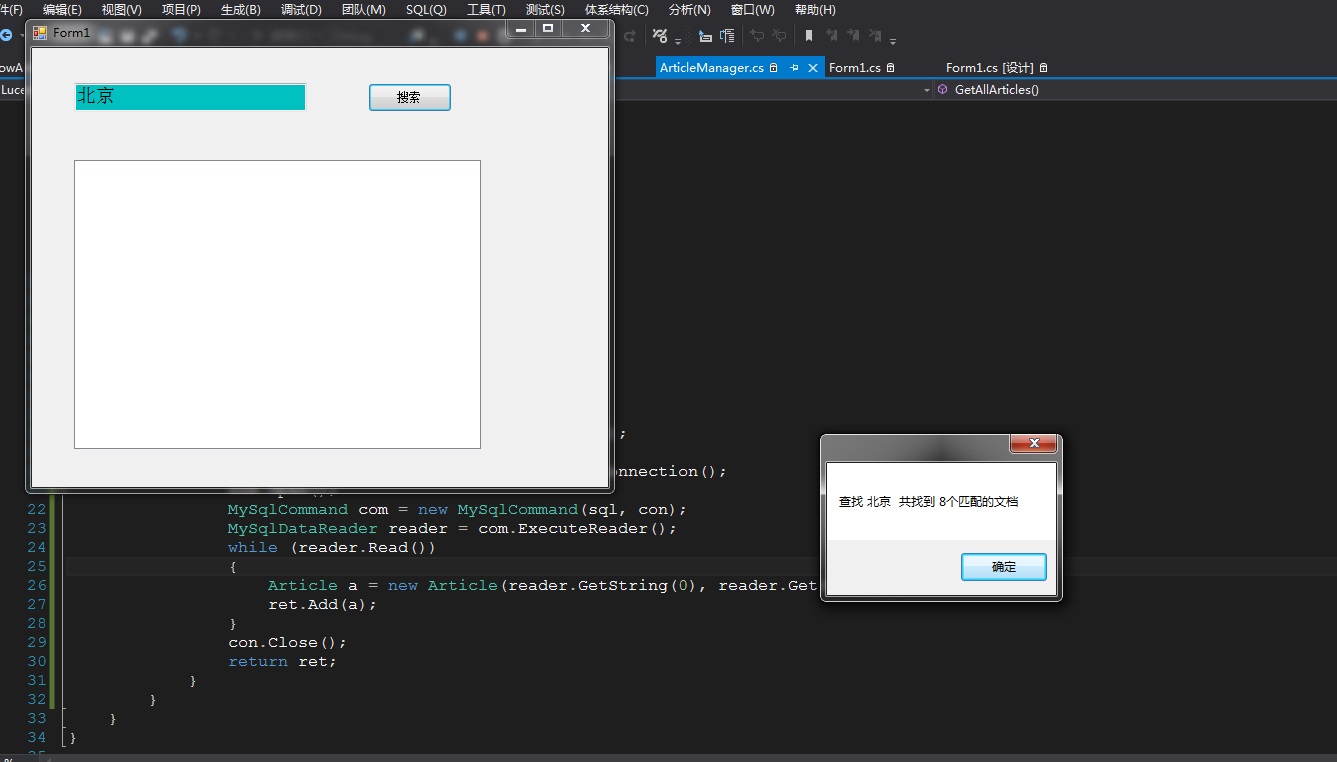 件(F) 编辑(E) 视图(V) 项目(P) 生成(B) 调试(D) 团队(M) SQL(Q) 工具(T) 测试(S) 体系结构(C) 分析(N) 窗口(W) 帮助(H)
Form1
owA ArticleManager.cs Form1.cs Form1.cs [设计]
Luce GetAllArticles()
北京 搜索
;
nnection();
22 MySqlCommand com = new MySqlCommand(sql, con);
23 MySqlDataReader reader = com.ExecuteReader();
24 while (reader.Read())
25 {
26 Article a = new Article(reader.GetString(0), reader.Get
27 ret.Add(a);
28 }
29 con.Close();
30 return ret;
31 }
32 }
33 }
34 }
35
%
查找 北京 共找到 8个匹配的文档
确定